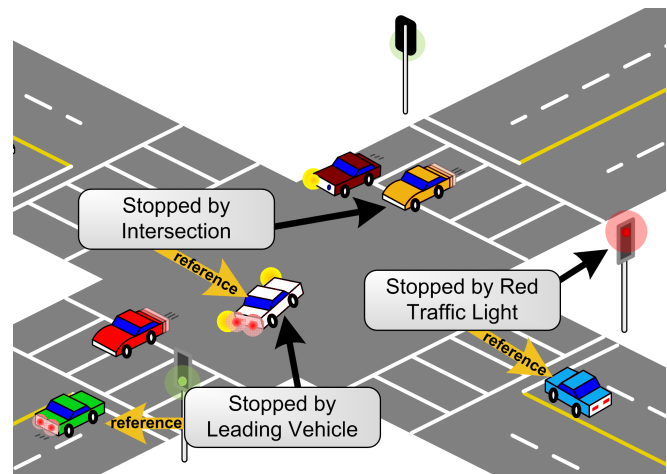 Stopped by
Intersection
reference
Stopped by Red
Traffic Light
reference
Stopped by
Leading Vehicle
reference